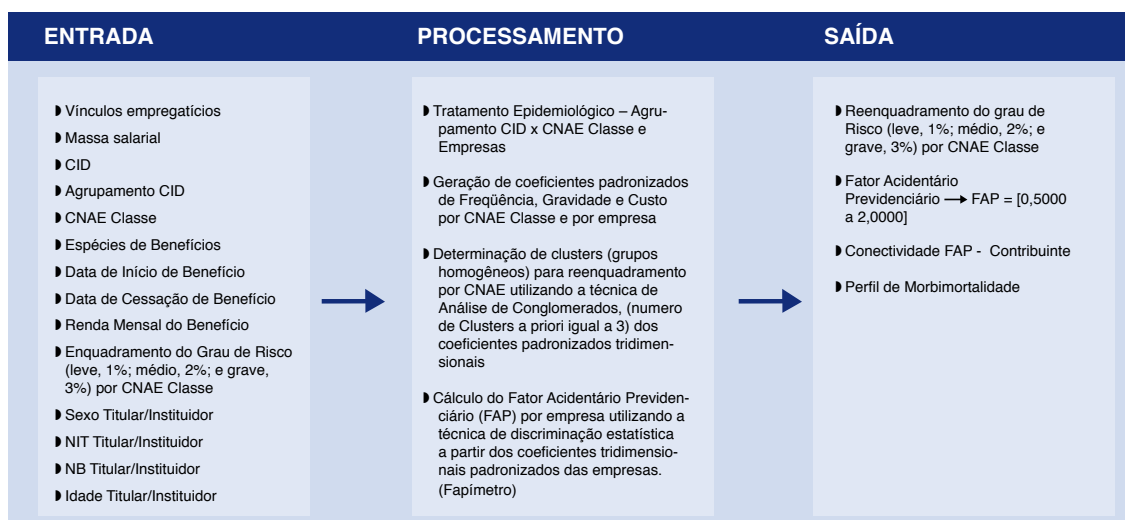 ENTRADA
PROCESSAMENTO
SAÍDA
◗ Vínculos empregatícios
◗ Massa salarial
◗ CID
◗ Agrupamento CID
◗ CNAE Classe
◗ Espécies de Benefícios
◗ Data de Início de Benefício
◗ Data de Cessação de Benefício
◗ Renda Mensal do Benefício
◗ Enquadramento do Grau de Risco
(leve, 1%; médio, 2%; e grave,
3%) por CNAE Classe
◗ Sexo Titular/Instituidor
◗ NIT Titular/Instituidor
◗ NB Titular/Instituidor
◗ Idade Titular/Instituidor
◗ Tratamento Epidemiológico – Agru-
pamento CID x CNAE Classe e
Empresas
◗ Geração de coeficientes padronizados
de Freqüência, Gravidade e Custo
por CNAE Classe e por empresa
◗ Determinação de clusters (grupos
homogêneos) para reenquadramento
por CNAE utilizando a técnica de
Análise de Conglomerados, (numero
de Clusters a priori igual a 3) dos
coeficientes padronizados tridimen-
sionais
◗ Cálculo do Fator Acidentário Previden-
ciário (FAP) por empresa utilizando a
técnica de discriminação estatística
a partir dos coeficientes tridimensio-
nais padronizados das empresas.
(Fapímetro)
◗ Reenquadramento do grau de
Risco (leve, 1%; médio, 2%; e
grave, 3%) por CNAE Classe
◗ Fator Acidentário
Previdenciário → FAP = [0,5000
a 2,0000]
◗ Conectividade FAP - Contribuinte
◗ Perfil de Morbimortalidade